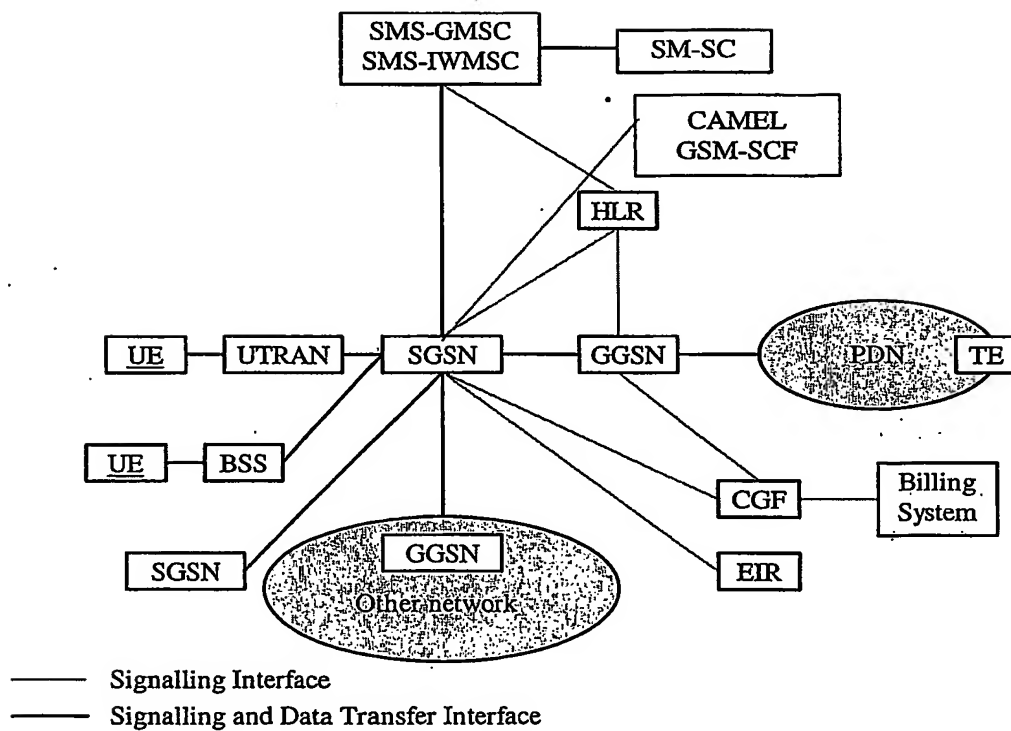 SMS-GMSC
SMS-IWMSC
SM-SC
CAMEL
GSM-SCF
HLR
UE
UTRAN
SGSN
GGSN
PDN
TE
UE
BSS
CGF
Billing
System
SGSN
GGSN
EIR
Other network
Signalling Interface
Signalling and Data Transfer Interface